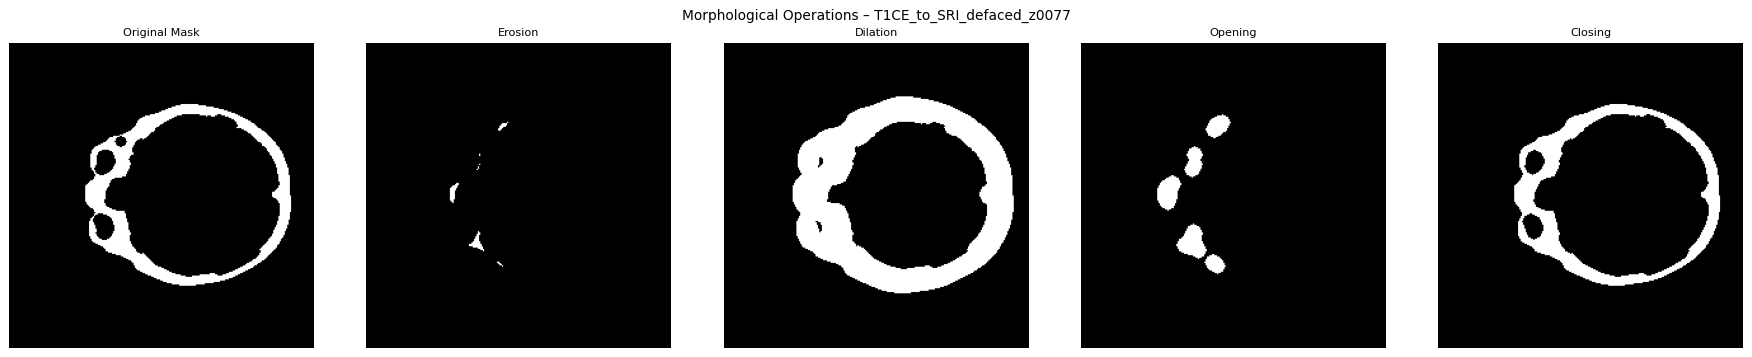 Morphological Operations – T1CE_to_SRI_defaced_z0077
Original Mask
Erosion
Dilation
Opening
Closing